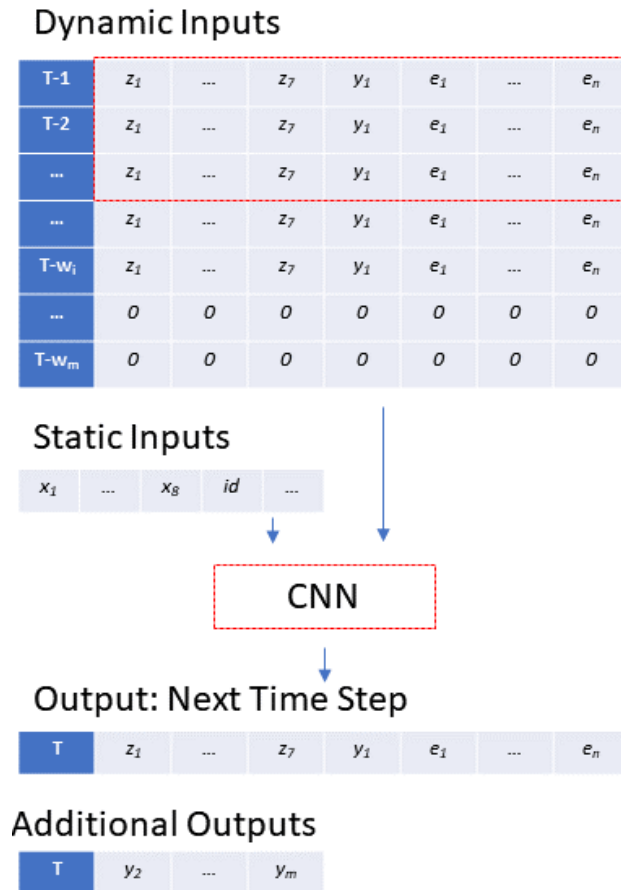 Dynamic Inputs
T-1 z₁ ... z₇ y₁ e₁ ... eₙ
T-2 z₁ ... z₇ y₁ e₁ ... eₙ
... z₁ ... z₇ y₁ e₁ ... eₙ
... z₁ ... z₇ y₁ e₁ ... eₙ
T-wᵢ z₁ ... z₇ y₁ e₁ ... eₙ
... 0 0 0 0 0 0 0
T-wₘ 0 0 0 0 0 0 0
Static Inputs
x₁ ... x₈ id ...
CNN
Output: Next Time Step
T z₁ ... z₇ y₁ e₁ ... eₙ
Additional Outputs
T y₂ ... yₘ